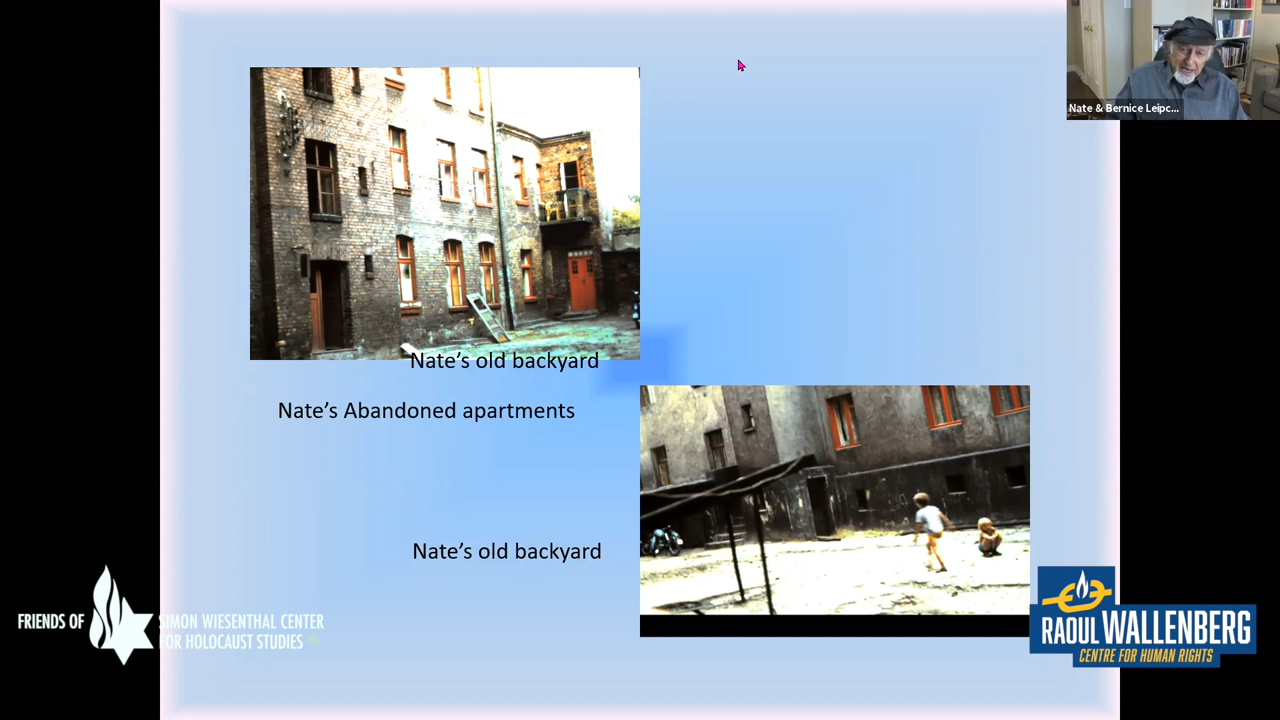 Nate & Bernice Leipc...
Nate's old backyard
Nate's Abandoned apartments
Nate's old backyard
FRIENDS OF
SIMON WIESENTHAL CENTER
FOR HOLOCAUST STUDIES
RAOUL WALLENBERG
CENTRE FOR HUMAN RIGHTS